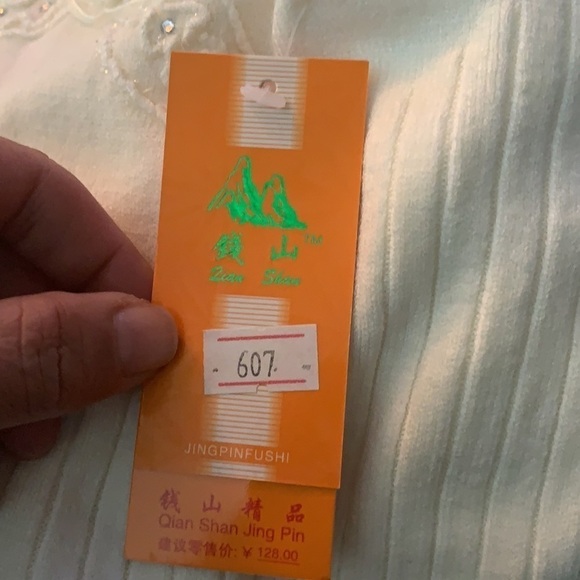 钱 山 TM
Qian Shan
607
JINGPINFUSHI
钱 山 精 品
Qian Shan Jing Pin
建议零售价: ¥ 128.00